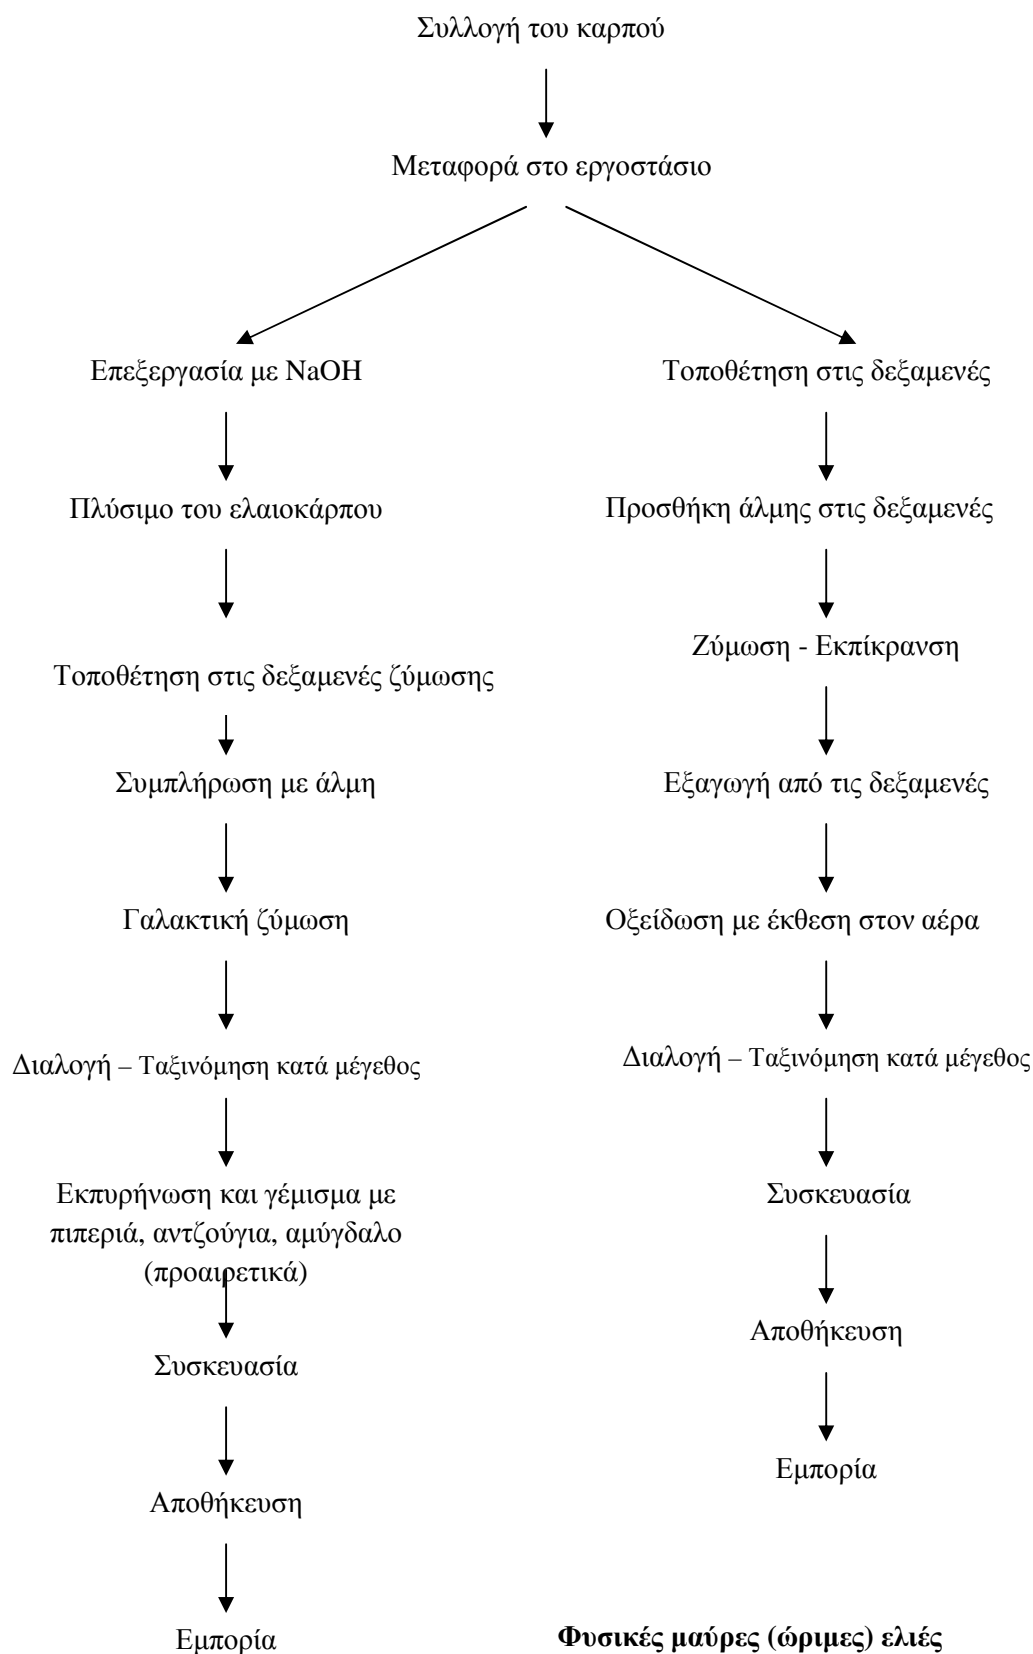 Συλλογή του καρπού
Μεταφορά στο εργοστάσιο
Επεξεργασία με NaOH
Πλύσιμο του ελαιοκάρπου
Τοποθέτηση στις δεξαμενές ζύμωσης
Συμπλήρωση με άλμη
Γαλακτική ζύμωση
Διαλογή – Ταξινόμηση κατά μέγεθος
Εκπυρήνωση και γέμισμα με
πιπεριά, αντζούγια, αμύγδαλο
(προαιρετικά)
Συσκευασία
Αποθήκευση
Εμπορία
Τοποθέτηση στις δεξαμενές
Προσθήκη άλμης στις δεξαμενές
Ζύμωση - Εκπίκρανση
Εξαγωγή από τις δεξαμενές
Οξείδωση με έκθεση στον αέρα
Διαλογή – Ταξινόμηση κατά μέγεθος
Συσκευασία
Αποθήκευση
Εμπορία
Φυσικές μαύρες (ώριμες) ελιές